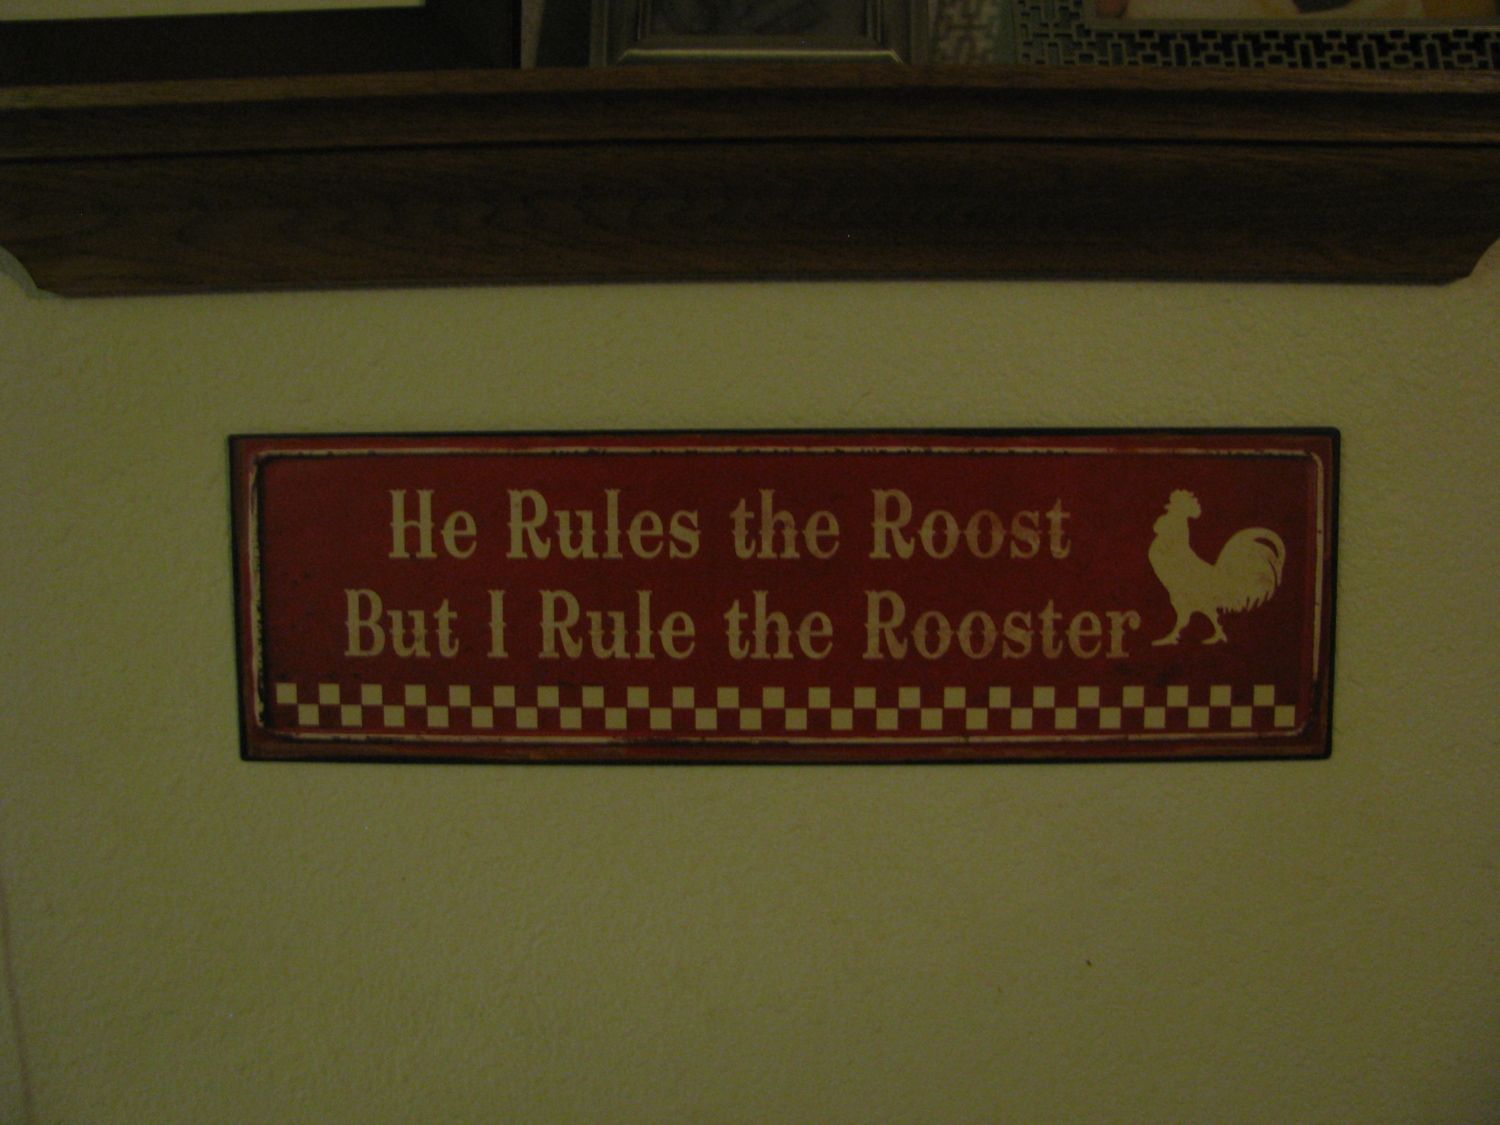 He Rules the Roost
But I Rule the Rooster